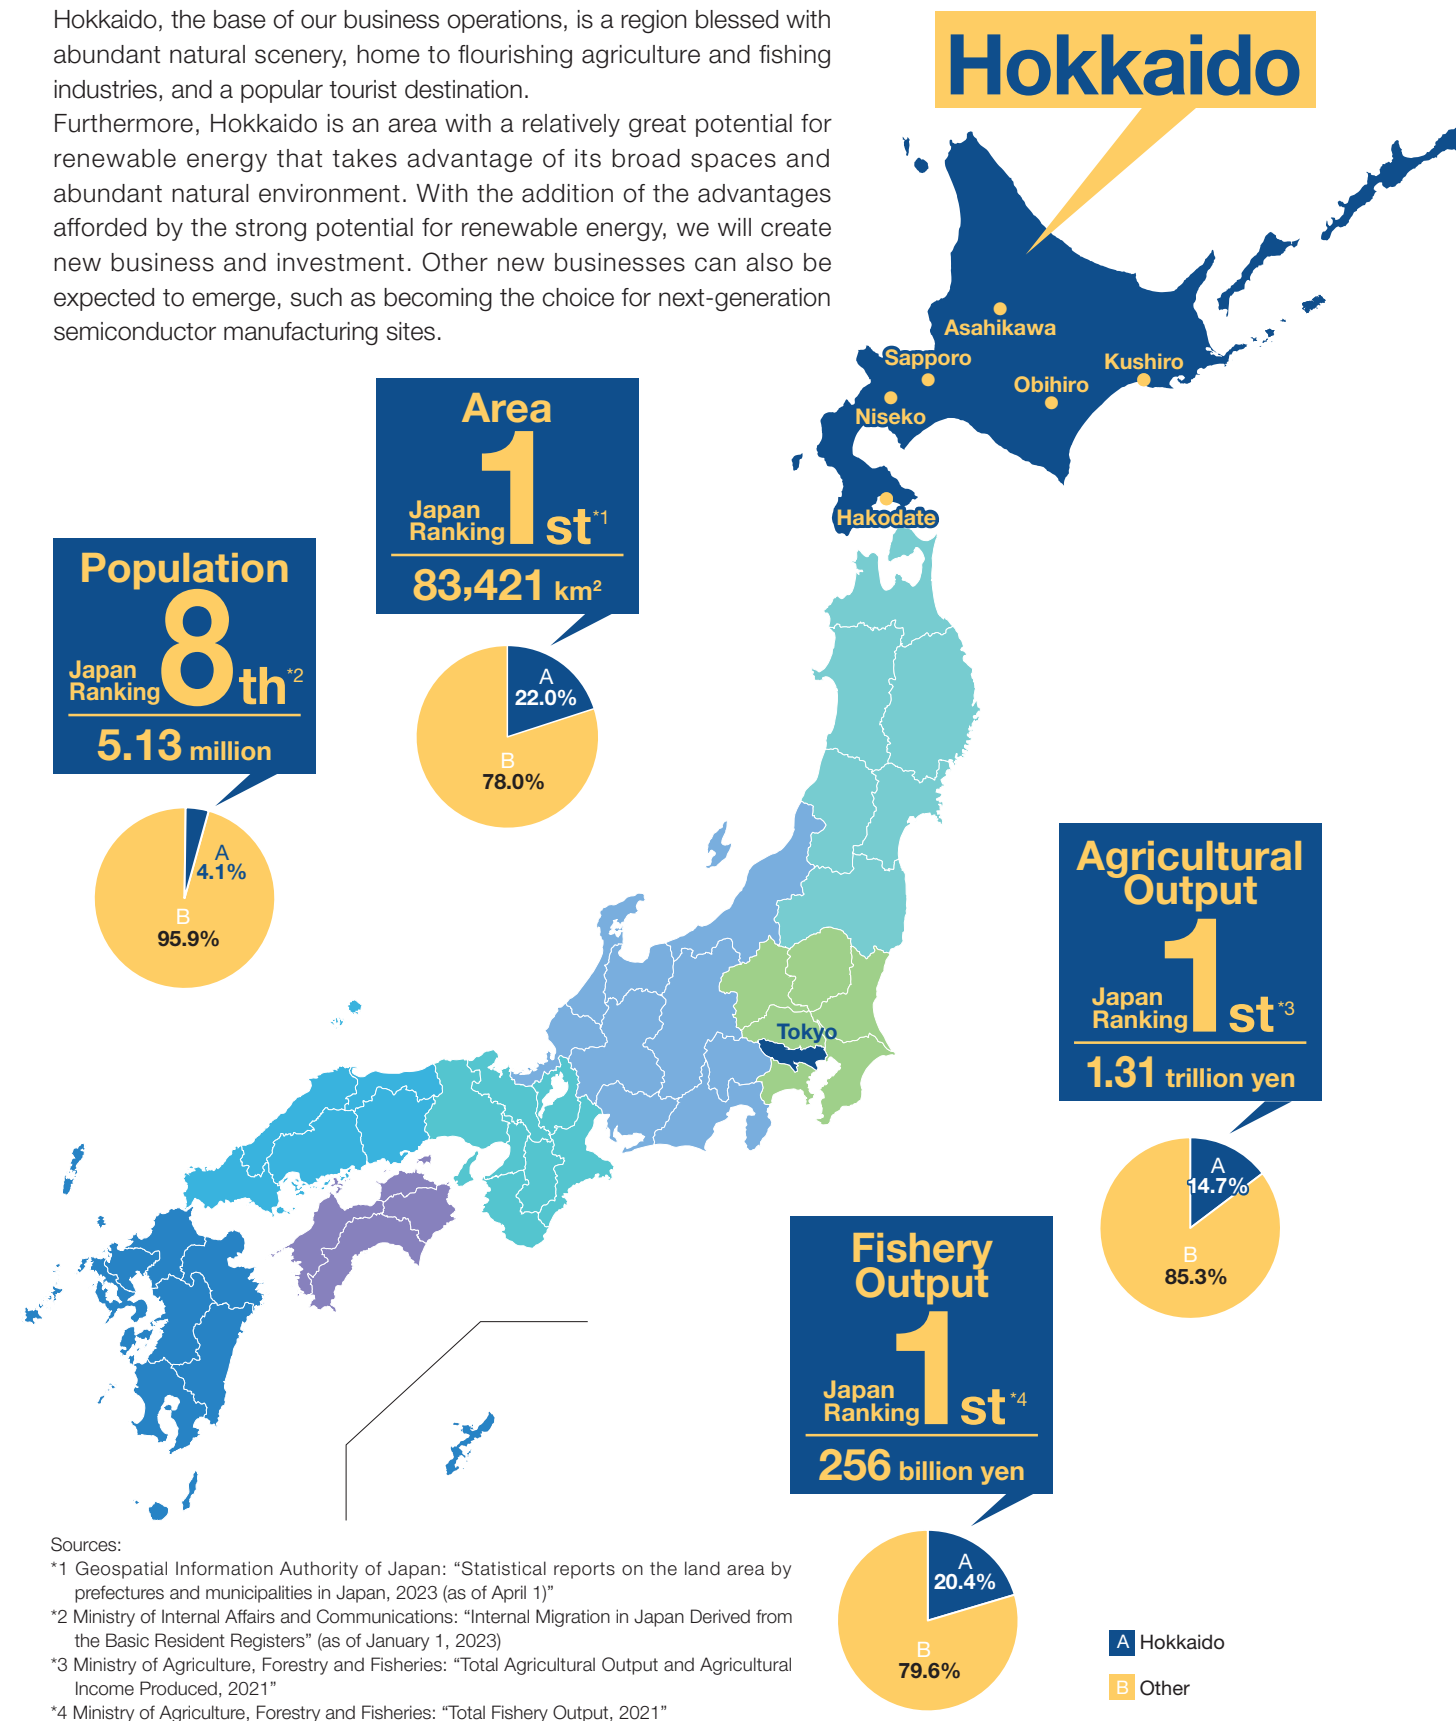 Hokkaido, the base of our business operations, is a region blessed with
abundant natural scenery, home to flourishing agriculture and fishing
industries, and a popular tourist destination.
Furthermore, Hokkaido is an area with a relatively great potential for
renewable energy that takes advantage of its broad spaces and
abundant natural environment. With the addition of the advantages
afforded by the strong potential for renewable energy, we will create
new business and investment. Other new businesses can also be
expected to emerge, such as becoming the choice for next-generation
semiconductor manufacturing sites.
Hokkaido
Asahikawa
Sapporo
Kushiro
Obihiro
Niseko
Hakodate
Area
Japan
Ranking 1st*1
83,421 km²
A
22.0%
B
78.0%
Population
Japan
Ranking 8th*2
5.13 million
A
4.1%
B
95.9%
Tokyo
Agricultural
Output
Japan
Ranking 1st*3
1.31 trillion yen
A
14.7%
B
85.3%
Fishery
Output
Japan
Ranking 1st*4
256 billion yen
A
20.4%
B
79.6%
A Hokkaido
B Other
Sources:
*1 Geospatial Information Authority of Japan: “Statistical reports on the land area by
prefectures and municipalities in Japan, 2023 (as of April 1)”
*2 Ministry of Internal Affairs and Communications: “Internal Migration in Japan Derived from
the Basic Resident Registers” (as of January 1, 2023)
*3 Ministry of Agriculture, Forestry and Fisheries: “Total Agricultural Output and Agricultural
Income Produced, 2021”
*4 Ministry of Agriculture, Forestry and Fisheries: “Total Fishery Output, 2021”